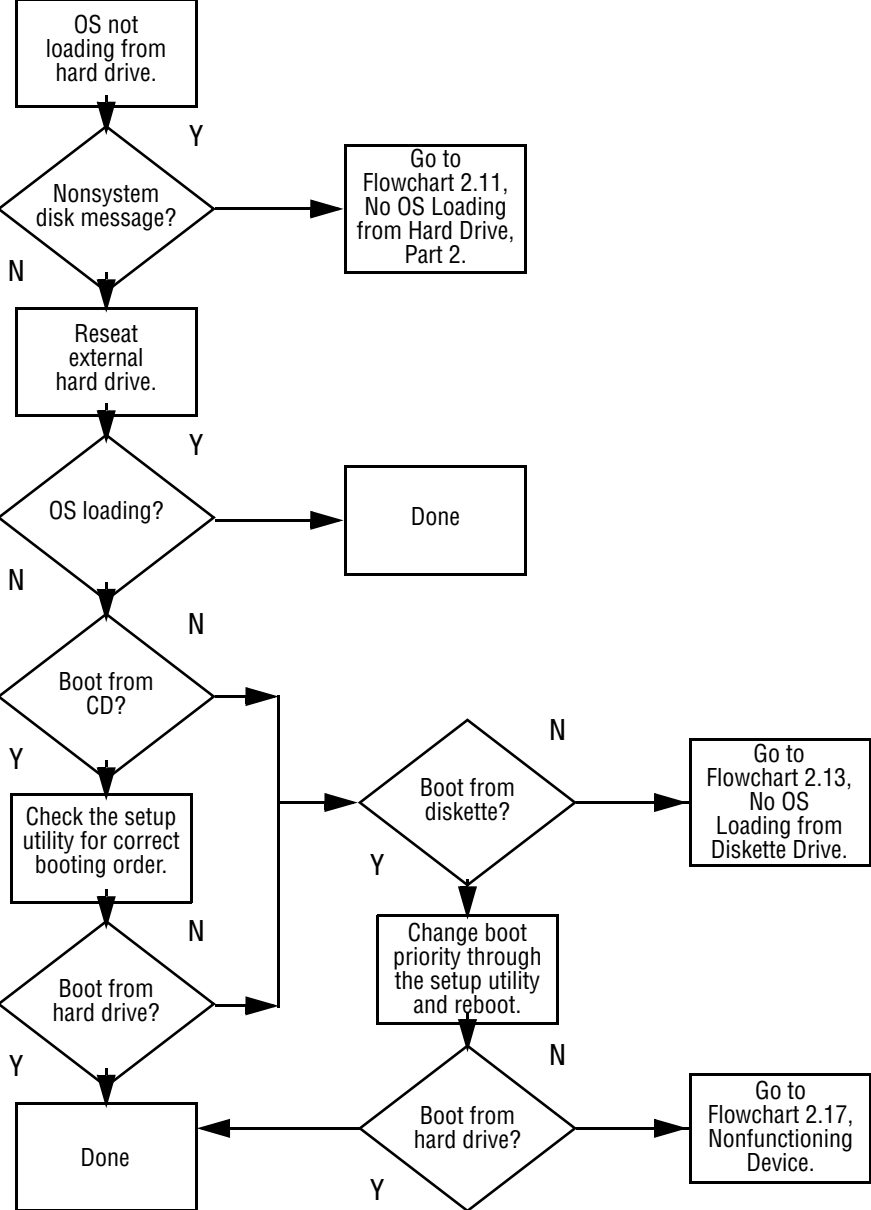 OS not
loading from
hard drive.
Y
Nonsystem
disk message?
Go to
Flowchart 2.11,
No OS Loading
from Hard Drive,
Part 2.
N
Reseat
external
hard drive.
Y
OS loading?
Done
N
N
Boot from
CD?
Y
Check the setup
utility for correct
booting order.
N
Boot from
hard drive?
Y
Done
Boot from
diskette?
N
Go to
Flowchart 2.13,
No OS
Loading from
Diskette Drive.
Y
Change boot
priority through
the setup utility
and reboot.
N
Boot from
hard drive?
Go to
Flowchart 2.17,
Nonfunctioning
Device.
Y